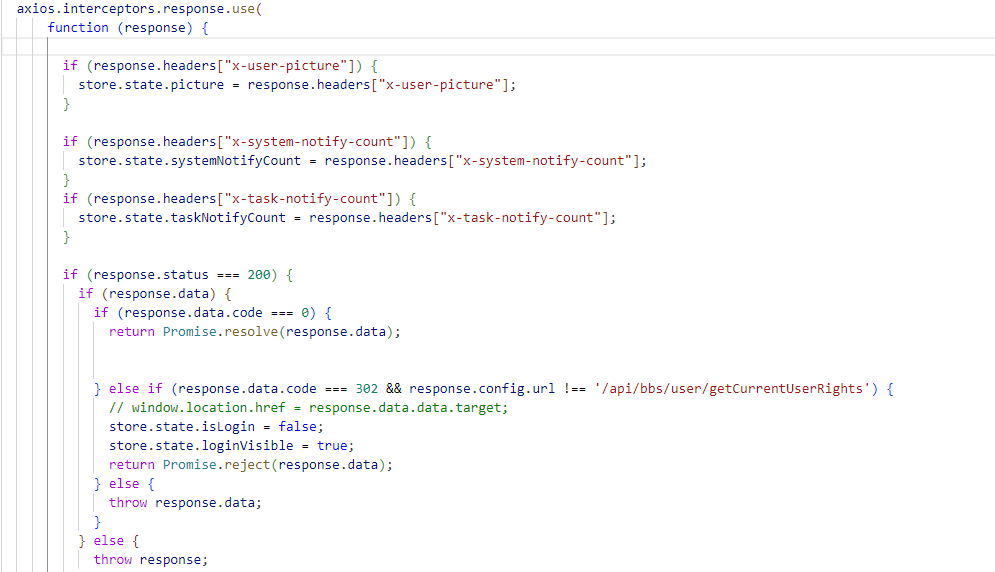 axios.interceptors.response.use(
function (response) {
if (response.headers["x-user-picture"]) {
store.state.picture = response.headers["x-user-picture"];
}
if (response.headers["x-system-notify-count"]) {
store.state.systemNotifyCount = response.headers["x-system-notify-count"];
}
if (response.headers["x-task-notify-count"]) {
store.state.taskNotifyCount = response.headers["x-task-notify-count"];
}
if (response.status === 200) {
if (response.data) {
if (response.data.code === 0) {
return Promise.resolve(response.data);
} else if (response.data.code === 302 && response.config.url !== '/api/bbs/user/getCurrentUserRights') {
// window.location.href = response.data.data.target;
store.state.isLogin = false;
store.state.loginVisible = true;
return Promise.reject(response.data);
} else {
throw response.data;
}
} else {
throw response;